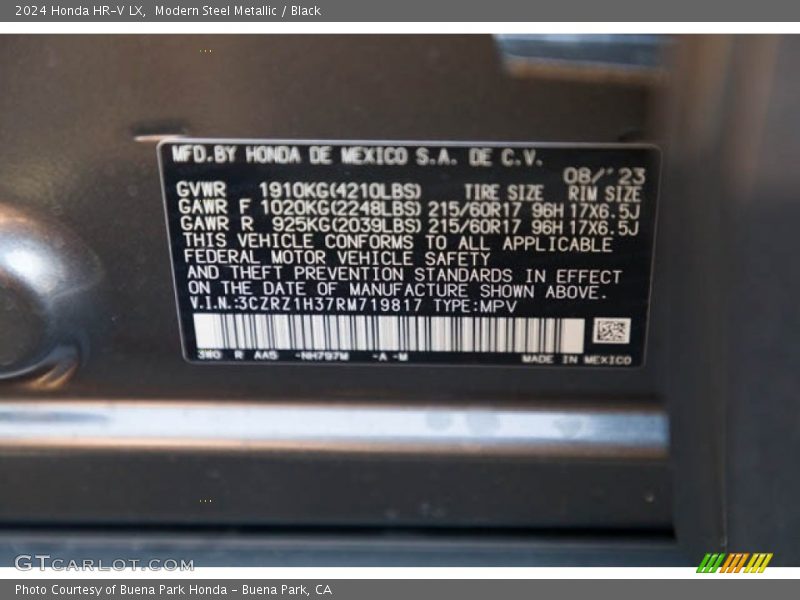 2024 Honda HR-V LX, Modern Steel Metallic / Black
MFD.BY HONDA DE MEXICO S.A. DE C.V.
08/'23
GVWR 1910KG(4210LBS) TIRE SIZE RIM SIZE
GAWR F 1020KG(2248LBS) 215/60R17 96H 17X6.5J
GAWR R 925KG(2039LBS) 215/60R17 96H 17X6.5J
THIS VEHICLE CONFORMS TO ALL APPLICABLE
FEDERAL MOTOR VEHICLE SAFETY
AND THEFT PREVENTION STANDARDS IN EFFECT
ON THE DATE OF MANUFACTURE SHOWN ABOVE.
V.I.N.:3CZRZ1H37RM719817 TYPE:MPV
3W0 R AA5 -NH797M -A -M MADE IN MEXICO
GTCARLOT.COM
Photo Courtesy of Buena Park Honda - Buena Park, CA